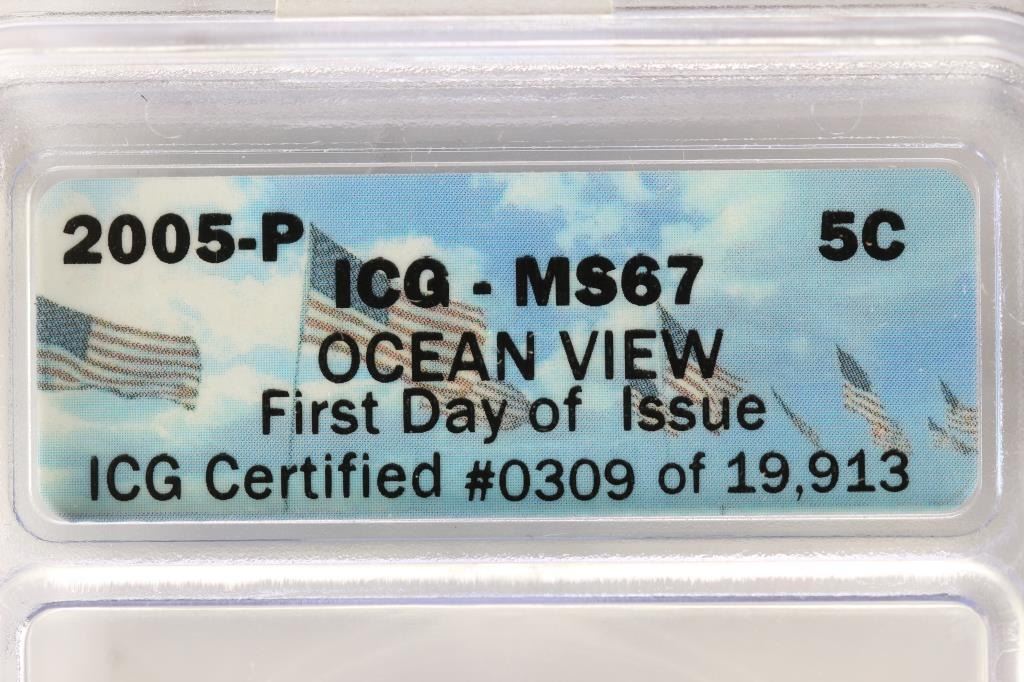 2005-P 5C
ICG - MS67
OCEAN VIEW
First Day of Issue
ICG Certified #0309 of 19,913